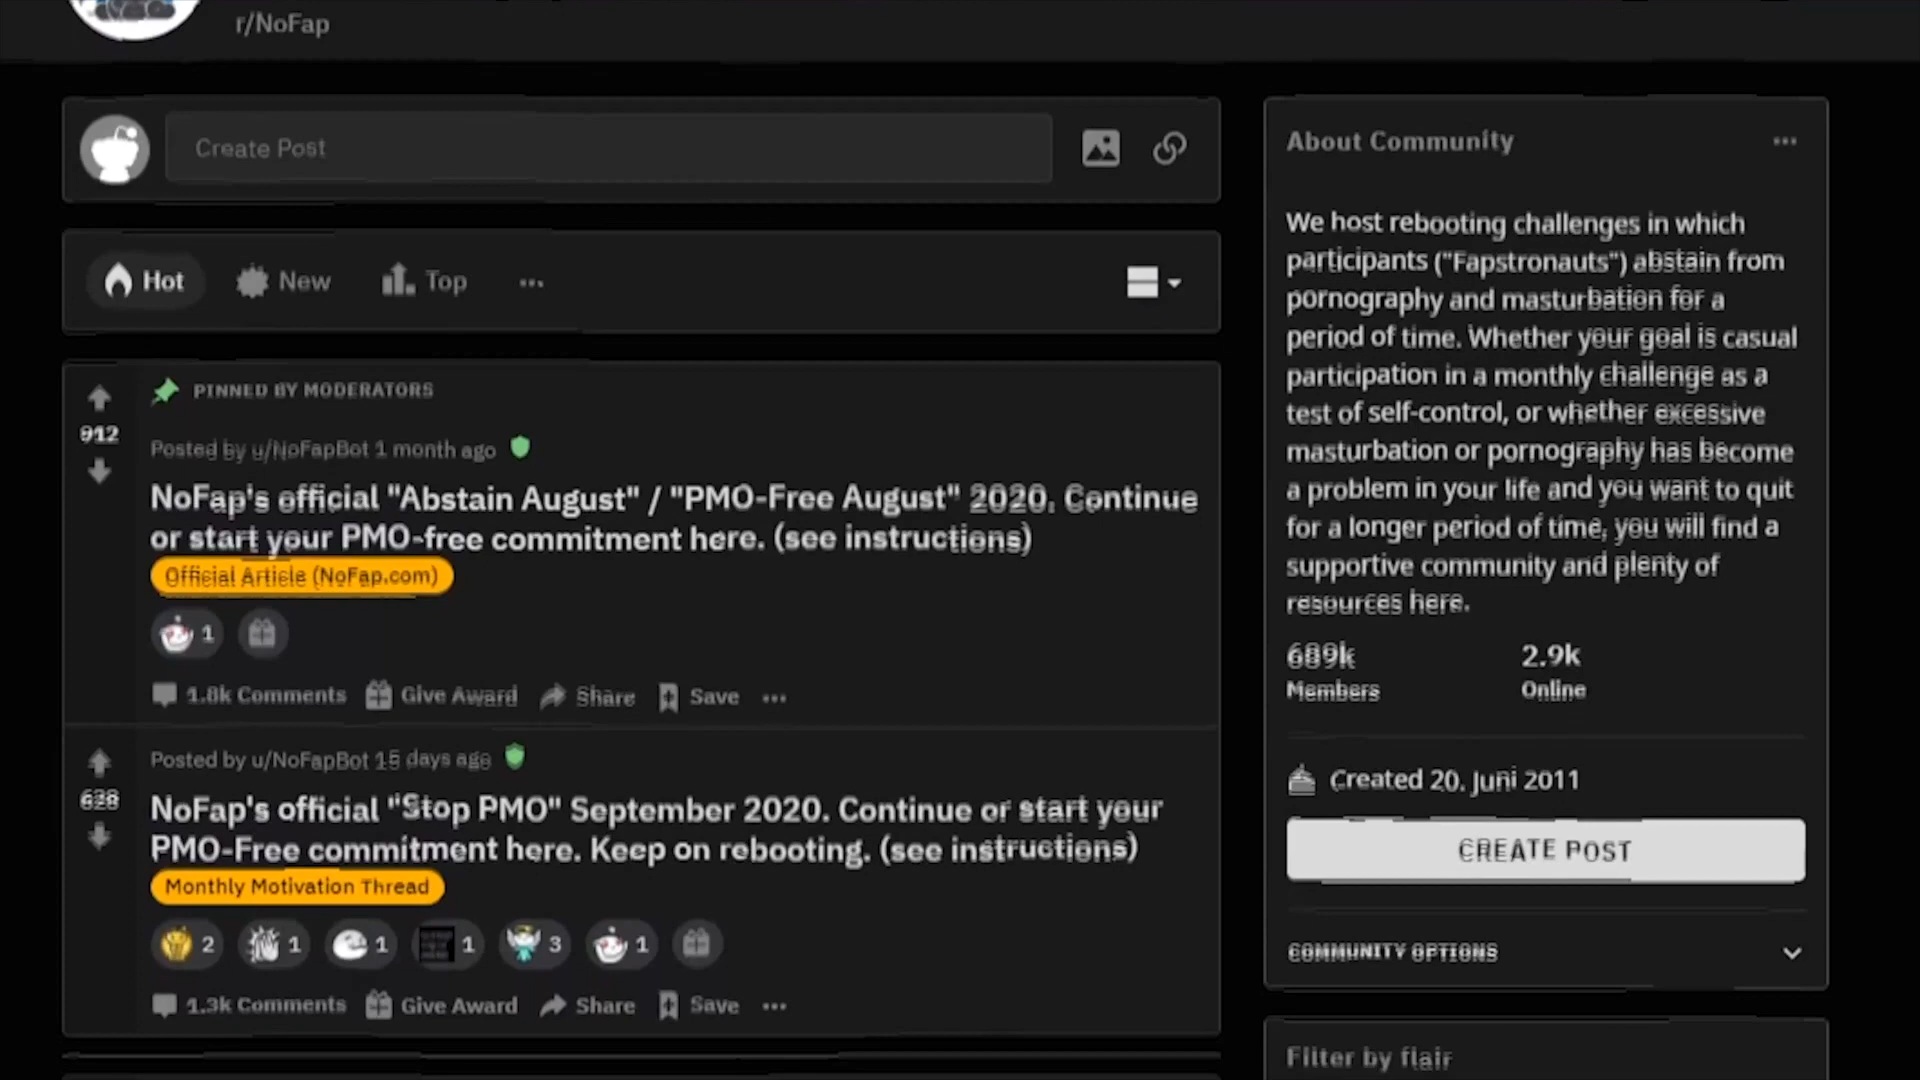 r/NoFap
Create Post
Hot New Top
PINNED BY MODERATORS
912
Posted by u/NoFapBot 1 month ago
NoFap's official "Abstain August" / "PMO-Free August" 2020. Continue
or start your PMO-free commitment here. (see instructions)
Official Article (NoFap.com)
1
1.8k Comments Give Award Share Save
Posted by u/NoFapBot 15 days ago
628
NoFap's official "Stop PMO" September 2020. Continue or start your
PMO-Free commitment here. Keep on rebooting. (see instructions)
Monthly Motivation Thread
2 1 1 1 3 1
1.3k Comments Give Award Share Save
About Community
We host rebooting challenges in which
participants ("Fapstronauts") abstain from
pornography and masturbation for a
period of time. Whether your goal is casual
participation in a monthly challenge as a
test of self-control, or whether excessive
masturbation or pornography has become
a problem in your life and you want to quit
for a longer period of time, you will find a
supportive community and plenty of
resources here.
689k 2.9k
Members Online
Created 20. Juni 2011
CREATE POST
COMMUNITY OPTIONS
Filter by flair